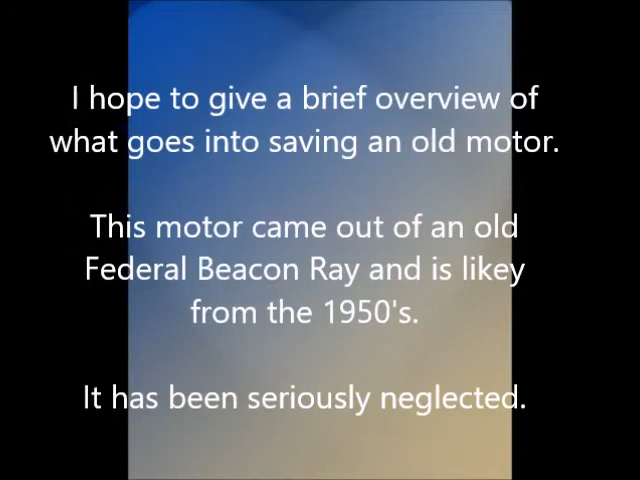 I hope to give a brief overview of
what goes into saving an old motor.
This motor came out of an old
Federal Beacon Ray and is likey
from the 1950's.
It has been seriously neglected.